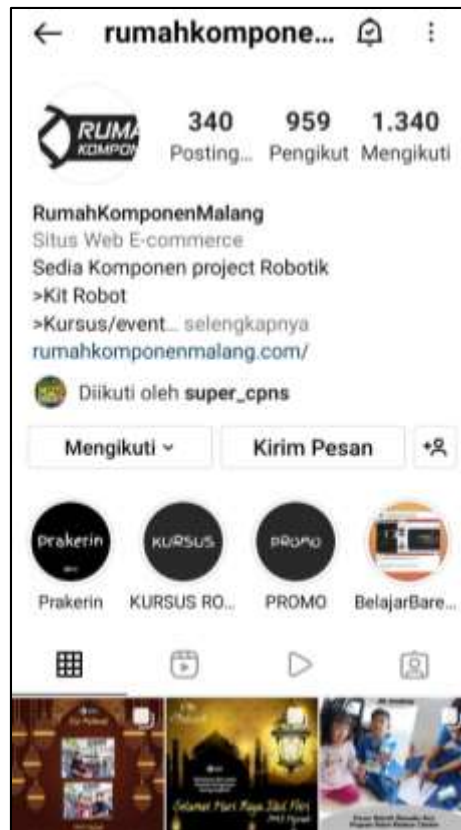 rumahkompone...
RUMA
KOMPON
340
959
1.340
Posting...
Pengikut
Mengikuti
RumahKomponenMalang
Situs Web E-commerce
Sedia Komponen project Robotik
>Kit Robot
>Kursus/event... selengkapnya
rumahkomponenmalang.com/
Diikuti oleh super_cpns
Mengikuti
Kirim Pesan
Prakerin
KURSUS
PROMO
Prakerin
KURSUS RO...
PROMO
BelajarBare...
Selamat Hari Raya Idul Fitri